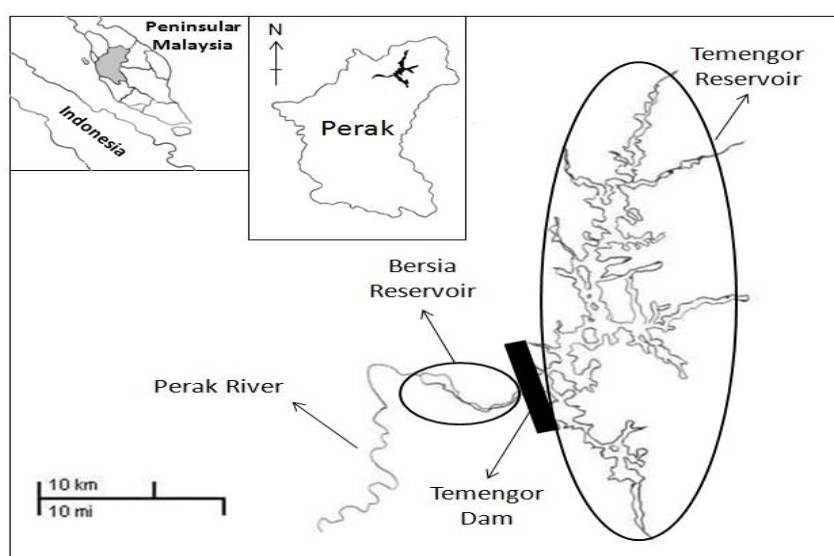 Peninsular
Malaysia
Indonesia
N
Perak
Temengor
Reservoir
Bersia
Reservoir
Perak River
Temengor
Dam
10 km
10 mi